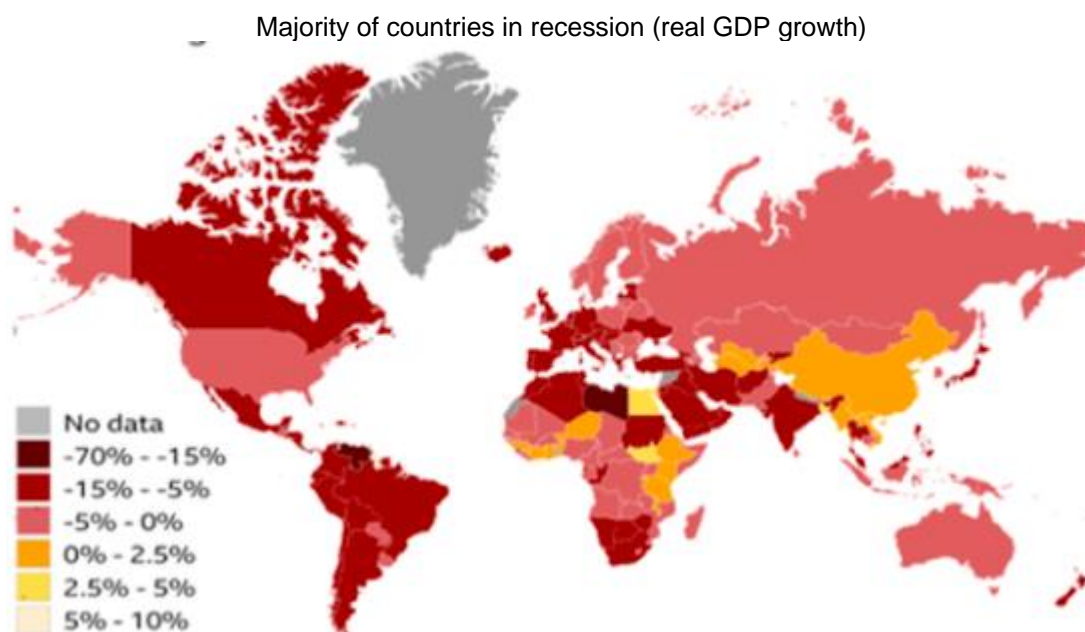 Majority of countries in recession (real GDP growth)
No data
-70% - -15%
-15% - -5%
-5% - 0%
0% - 2.5%
2.5% - 5%
5% - 10%